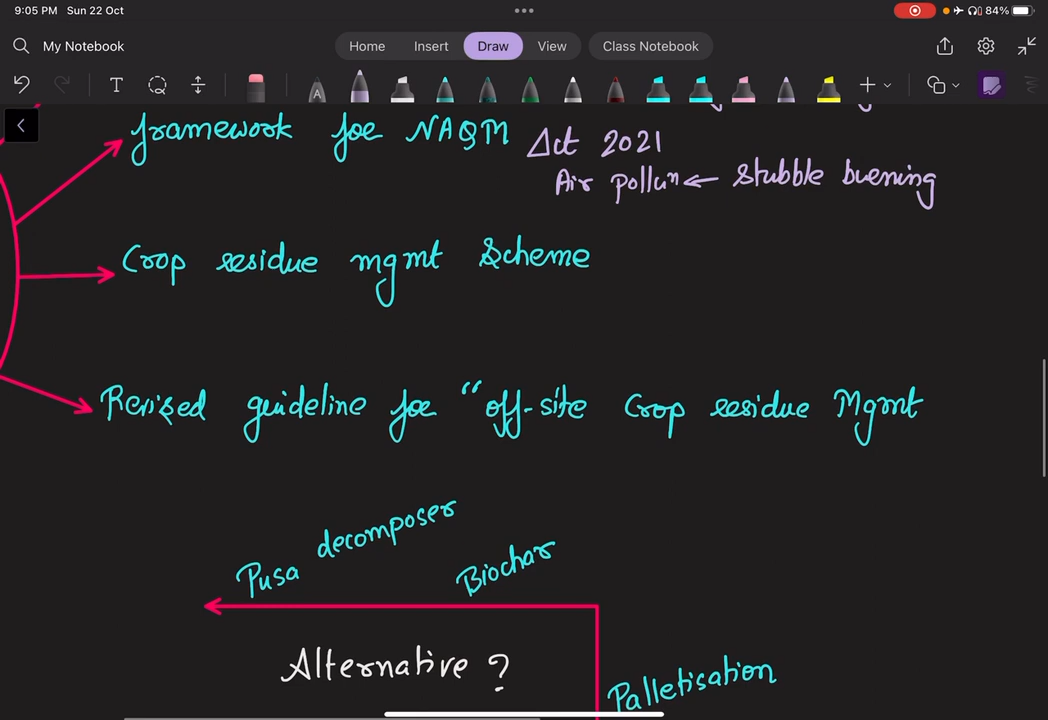 9:05 PM Sun 22 Oct
84%
My Notebook
Home Insert Draw View Class Notebook
T
A
framework for NAQM
Act 2021
Air pollun ← Stubble burning
Crop residue mgmt Scheme
Revised guideline for "off-site Crop residue Mgmt
Pusa decomposer
Biochar
Alternative ?
Palletisation